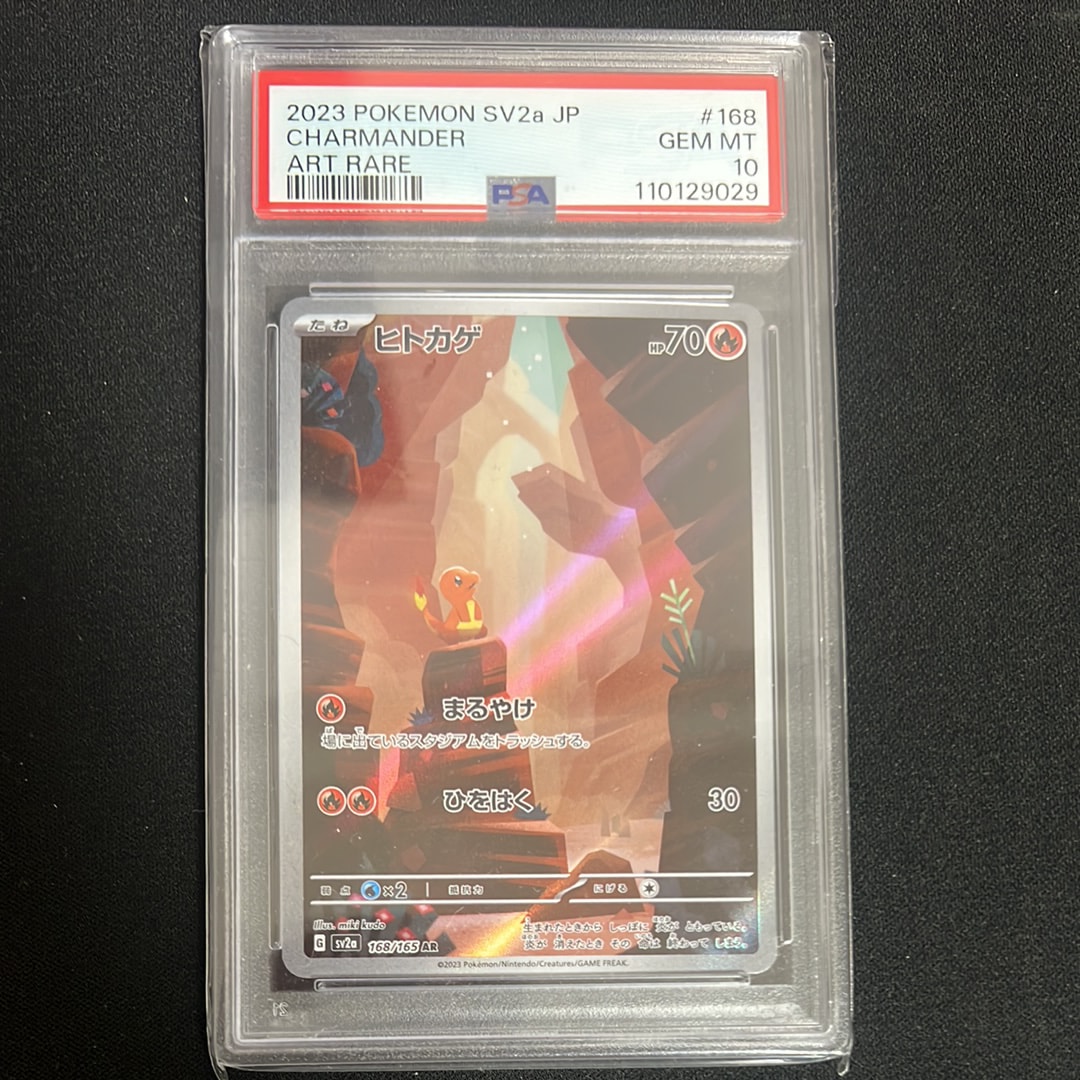 2023 POKEMON SV2a JP #168
CHARMANDER GEM MT
ART RARE 10
PSA 110129029
たね ヒトカゲ HP70
まるやけ
場に出ているスタジアムをトラッシュする。
ひをはく 30
弱点 ×2 抵抗力 にげる
Illus. miki kudo
生まれたときから しっぽに 炎が ともっている。
炎が 消えたとき その 命は 終わって しまう。
G sv2a 168/165 AR
©2023 Pokémon/Nintendo/Creatures/GAME FREAK.